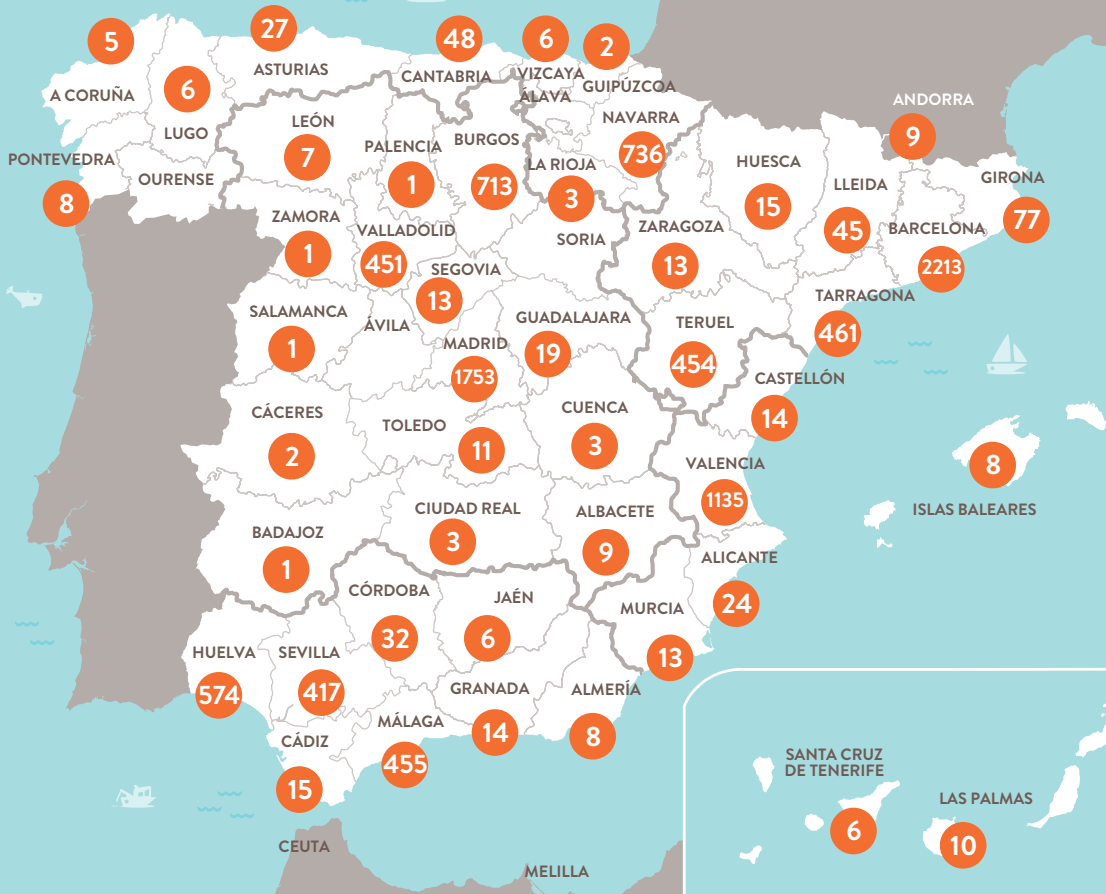 5
27
48
6
2
A CORUÑA
6
LUGO
ASTURIAS
CANTABRIA
VIZCAYA
GUIPÚZCOA
ÁLAVA
ANDORRA
9
PONTEVEDRA
8
OURENSE
LEÓN
7
PALENCIA
1
BURGOS
713
LA RIOJA
3
NAVARRA
736
HUESCA
15
LLEIDA
45
GIRONA
77
BARCELONA
2213
ZAMORA
1
VALLADOLID
451
SEGOVIA
13
SORIA
ZARAGOZA
13
TARRAGONA
461
SALAMANCA
1
ÁVILA
MADRID
1753
GUADALAJARA
19
TERUEL
454
CASTELLÓN
14
CÁCERES
2
TOLEDO
11
CUENCA
3
VALENCIA
1135
8
ISLAS BALEARES
BADAJOZ
1
CIUDAD REAL
3
ALBACETE
9
ALICANTE
24
CÓRDOBA
32
JAÉN
6
MURCIA
13
HUELVA
574
SEVILLA
417
GRANADA
14
ALMERÍA
8
CÁDIZ
15
MÁLAGA
455
SANTA CRUZ
DE TENERIFE
6
LAS PALMAS
10
CEUTA
MELILLA